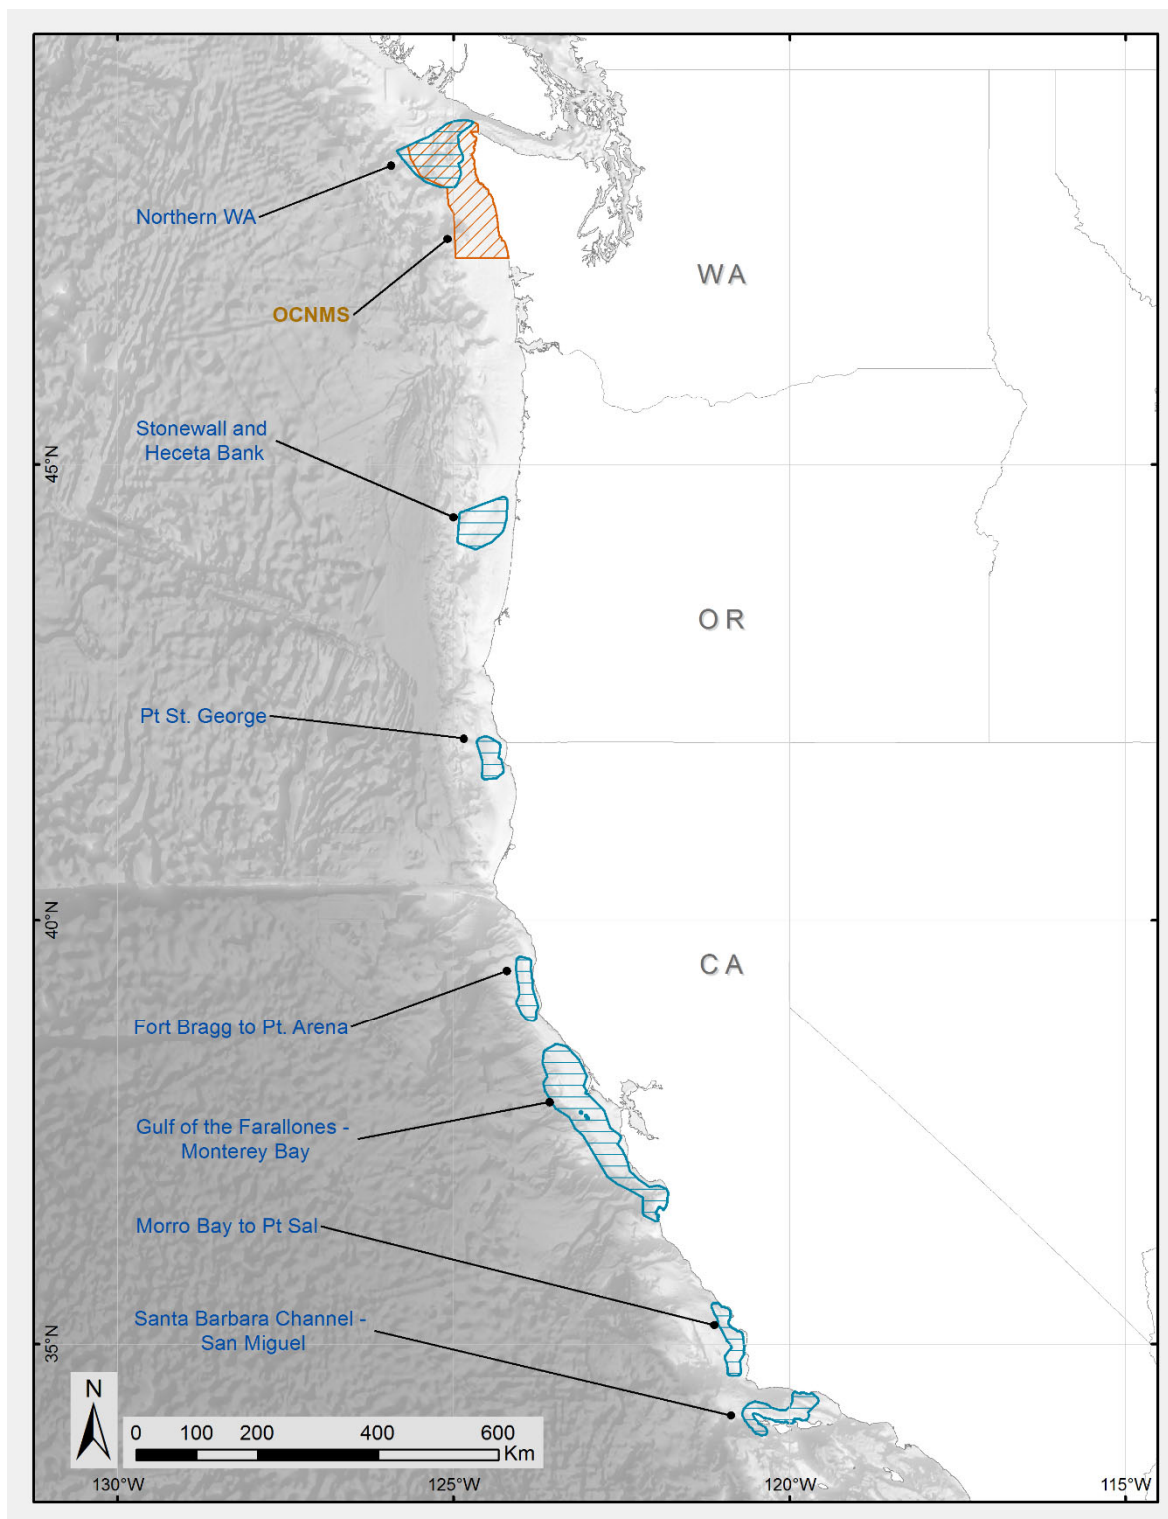 Northern WA
OCNMS
WA
Stonewall and
Heceta Bank
45°N
OR
Pt St. George
40°N
CA
Fort Bragg to Pt. Arena
Gulf of the Farallones -
Monterey Bay
Morro Bay to Pt Sal
Santa Barbara Channel -
San Miguel
35°N
N
0 100 200 400 600
Km
130°W 125°W 120°W 115°W